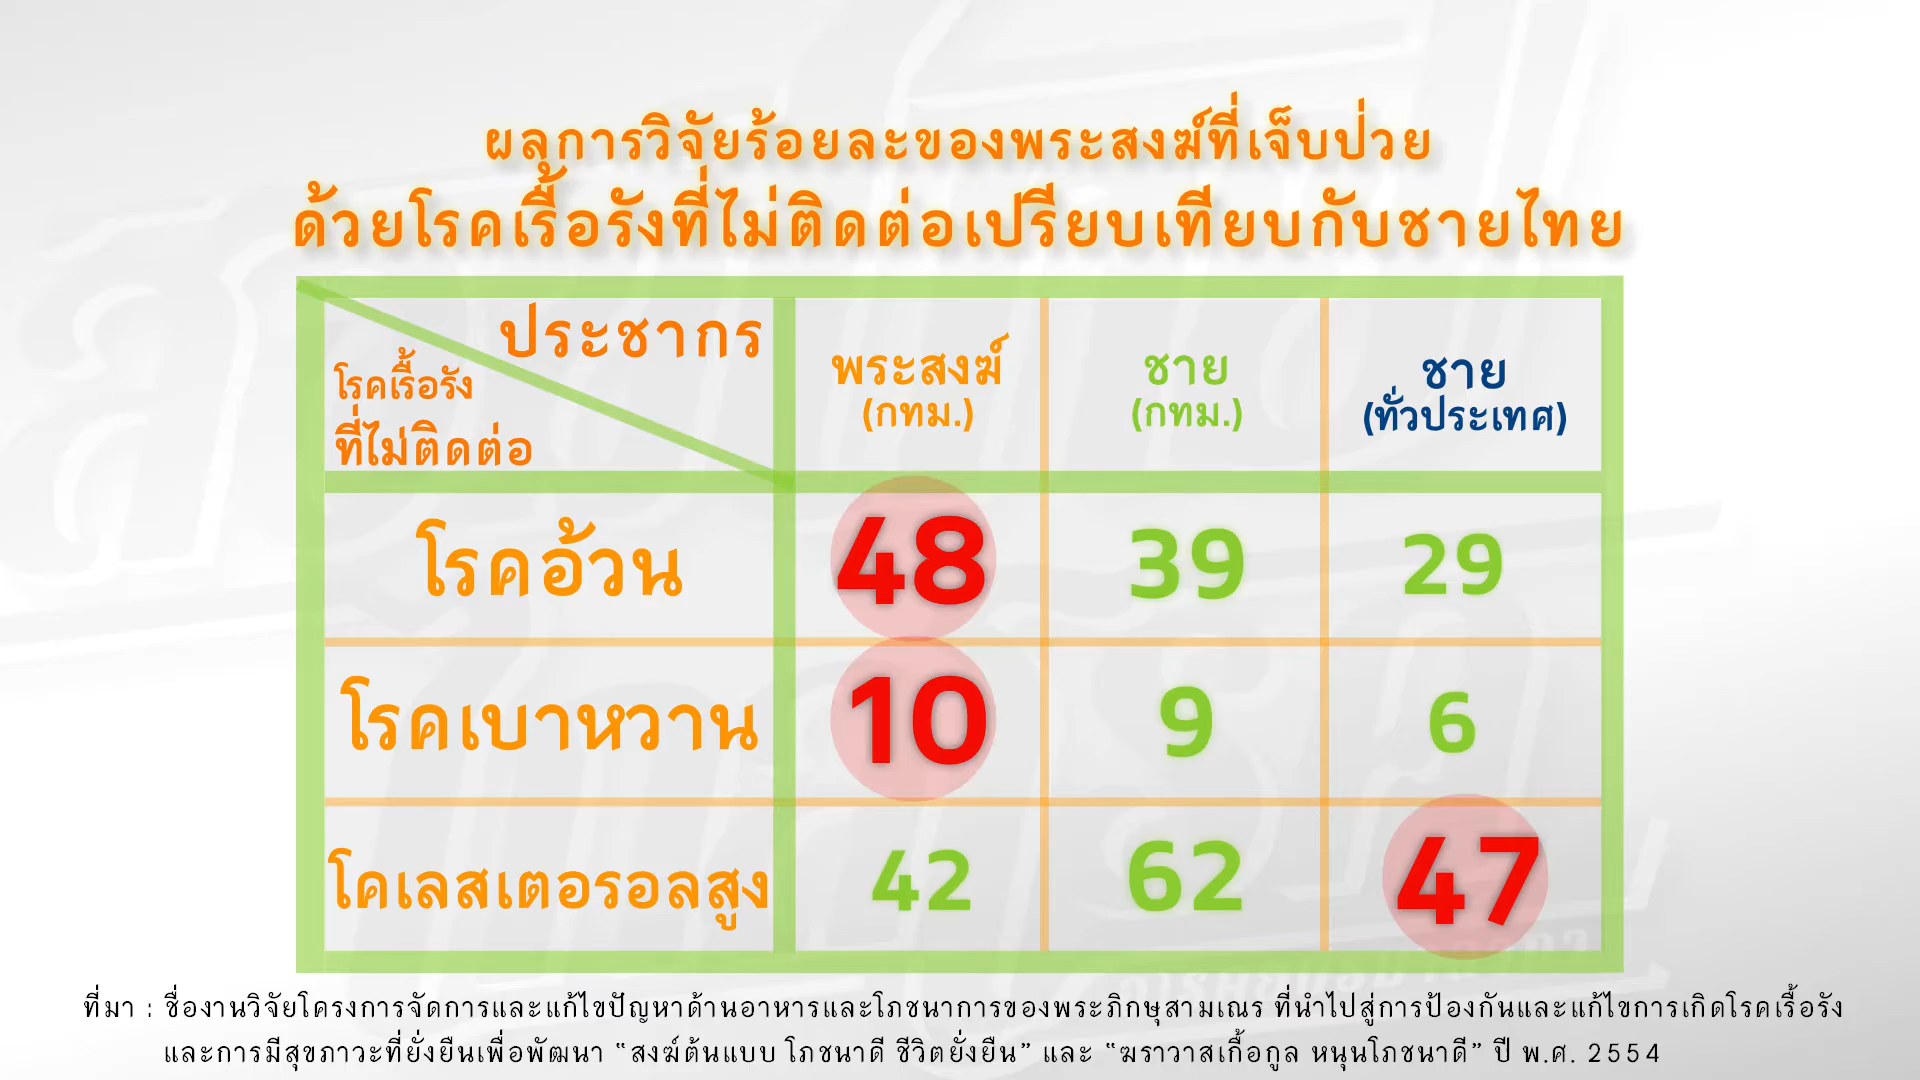 ผลการวิจัยร้อยละของพระสงฆ์ที่เจ็บป่วย
ด้วยโรคเรื้อรังที่ไม่ติดต่อเปรียบเทียบกับชายไทย
ประชากร
โรคเรื้อรัง
ที่ไม่ติดต่อ
พระสงฆ์
(กทม.)
ชาย
(กทม.)
ชาย
(ทั่วประเทศ)
โรคอ้วน 48 39 29
โรคเบาหวาน 10 9 6
โคเลสเตอรอลสูง 42 62 47
ที่มา : ชื่องานวิจัยโครงการจัดการและแก้ไขปัญหาด้านอาหารและโภชนาการของพระภิกษุสามเณร ที่นำไปสู่การป้องกันและแก้ไขการเกิดโรคเรื้อรัง
และการมีสุขภาวะที่ยั่งยืนเพื่อพัฒนา “สงฆ์ต้นแบบ โภชนาดี ชีวิตยั่งยืน” และ “ฆราวาสเกื้อกูล หนุนโภชนาดี” ปี พ.ศ. 2554